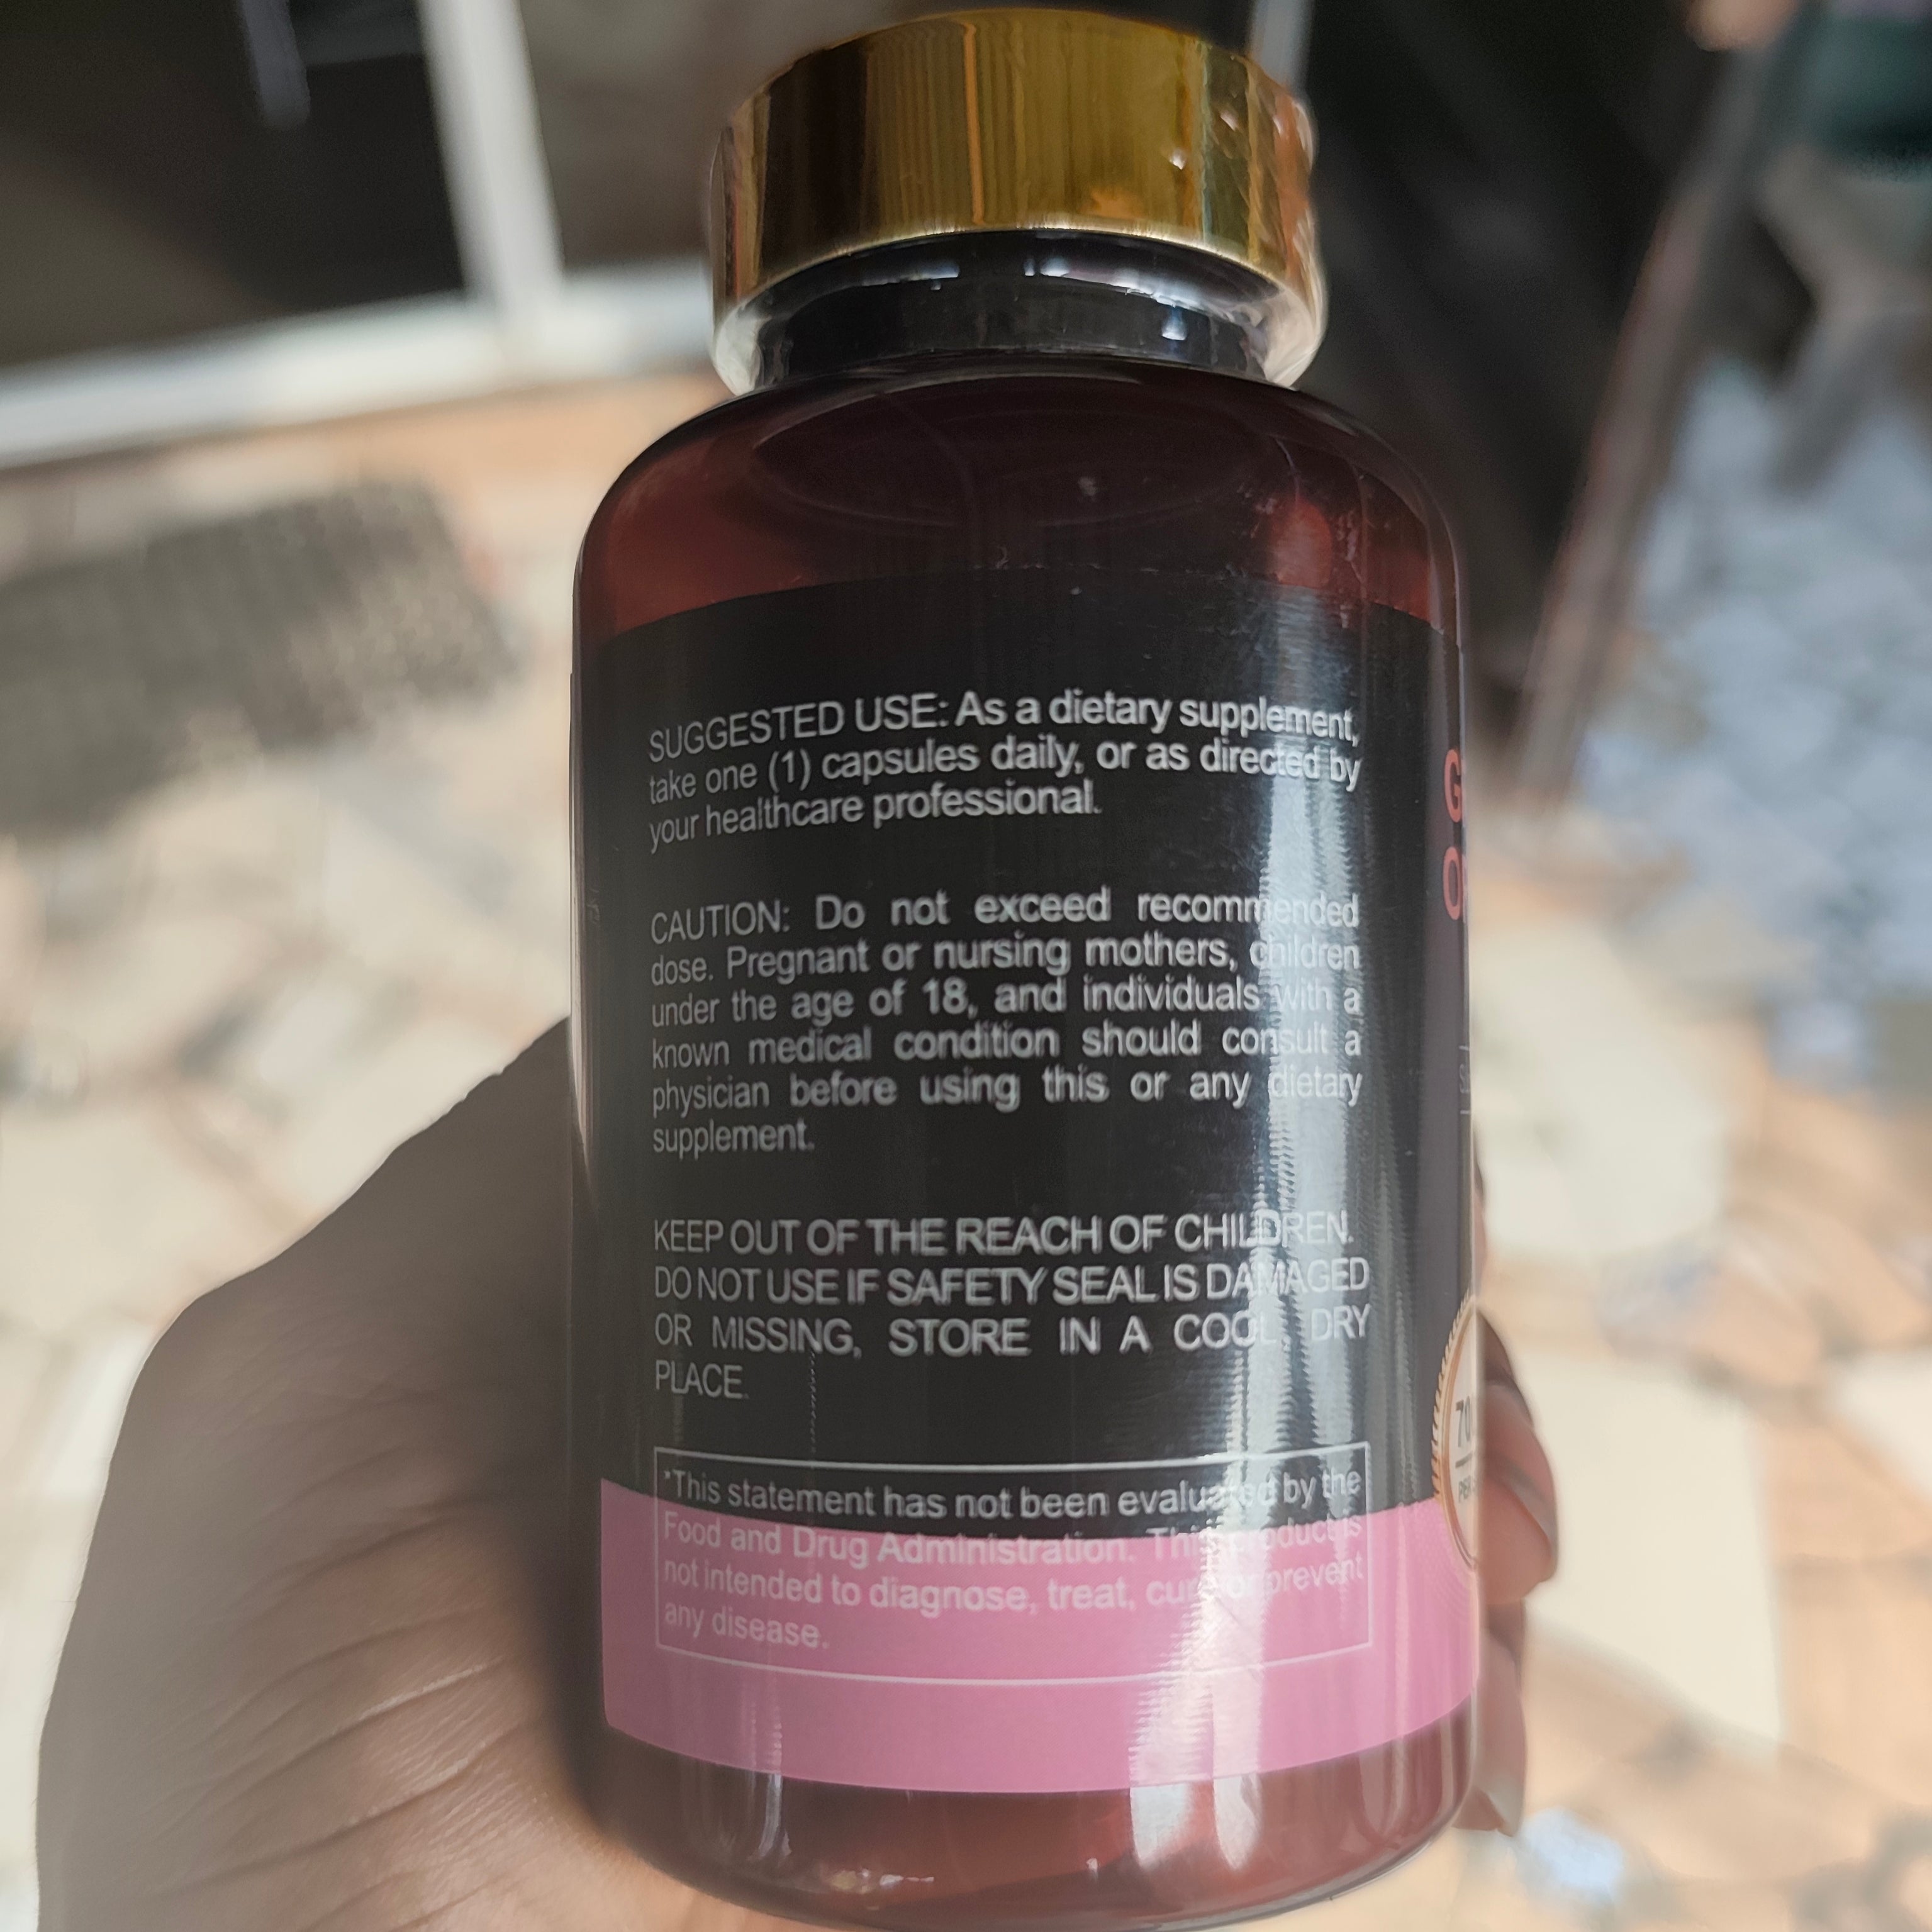 SUGGESTED USE: As a dietary supplement,
take one (1) capsules daily, or as directed by
your healthcare professional.
CAUTION: Do not exceed recommended
dose. Pregnant or nursing mothers, children
under the age of 18, and individuals with a
known medical condition should consult a
physician before using this or any dietary
supplement.
KEEP OUT OF THE REACH OF CHILDREN.
DO NOT USE IF SAFETY SEAL IS DAMAGED
OR MISSING, STORE IN A COOL, DRY
PLACE.
*This statement has not been evaluated by the
Food and Drug Administration. This product is
not intended to diagnose, treat, cure or prevent
any disease.